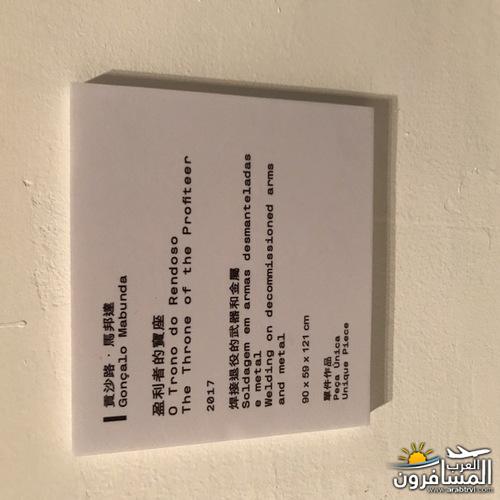 貢沙路·馬邦達
Gonçalo Mabunda
盈利者的寶座
O Trono do Rendoso
The Throne of the Profiteer
2017
焊接退役的武器和金屬
Soldagem em armas desmanteladas
e metal
Welding on decommissioned arms
and metal
90 x 59 x 121 cm
單件作品
Peça Única
Unique Piece
العرب
المسافرون
www.arabtrvl.com